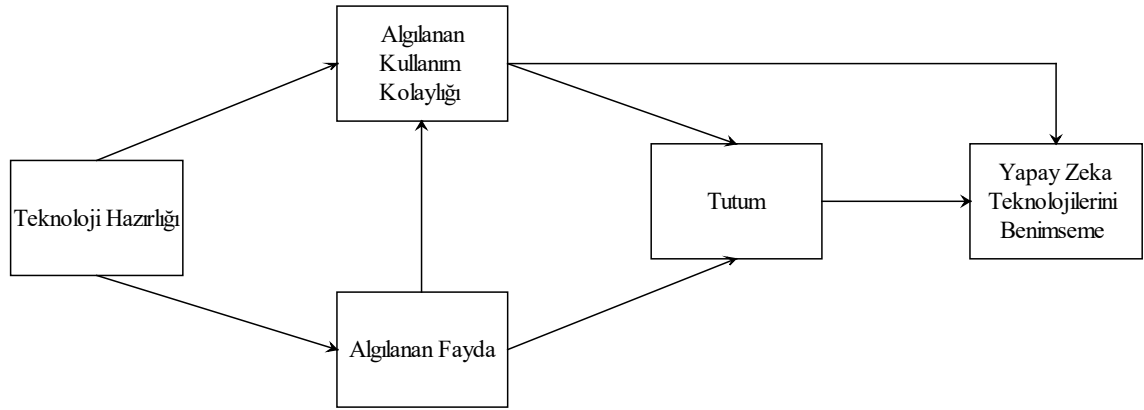 Algılanan
Kullanım
Kolaylığı
Teknoloji Hazırlığı
Tutum
Yapay Zeka
Teknolojilerini
Benimseme
Algılanan Fayda